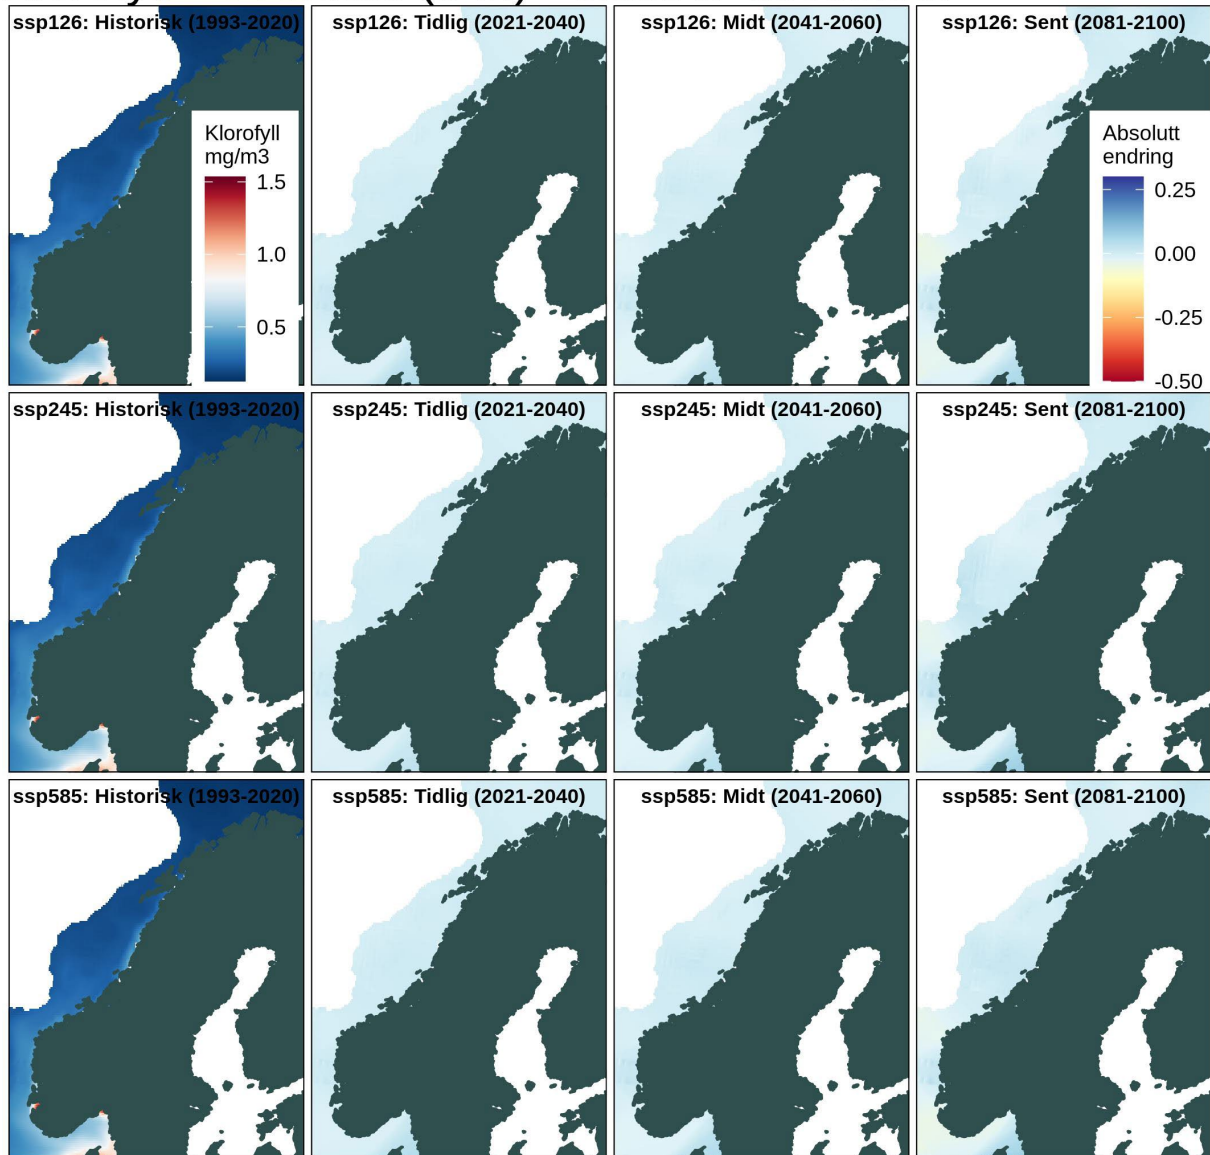 ssp126: Historisk (1993-2020)
ssp126: Tidlig (2021-2040)
ssp126: Midt (2041-2060)
ssp126: Sent (2081-2100)
Klorofyll
mg/m3
1.5
1.0
0.5
Absolutt
endring
0.25
0.00
-0.25
-0.50
ssp245: Historisk (1993-2020)
ssp245: Tidlig (2021-2040)
ssp245: Midt (2041-2060)
ssp245: Sent (2081-2100)
ssp585: Historisk (1993-2020)
ssp585: Tidlig (2021-2040)
ssp585: Midt (2041-2060)
ssp585: Sent (2081-2100)